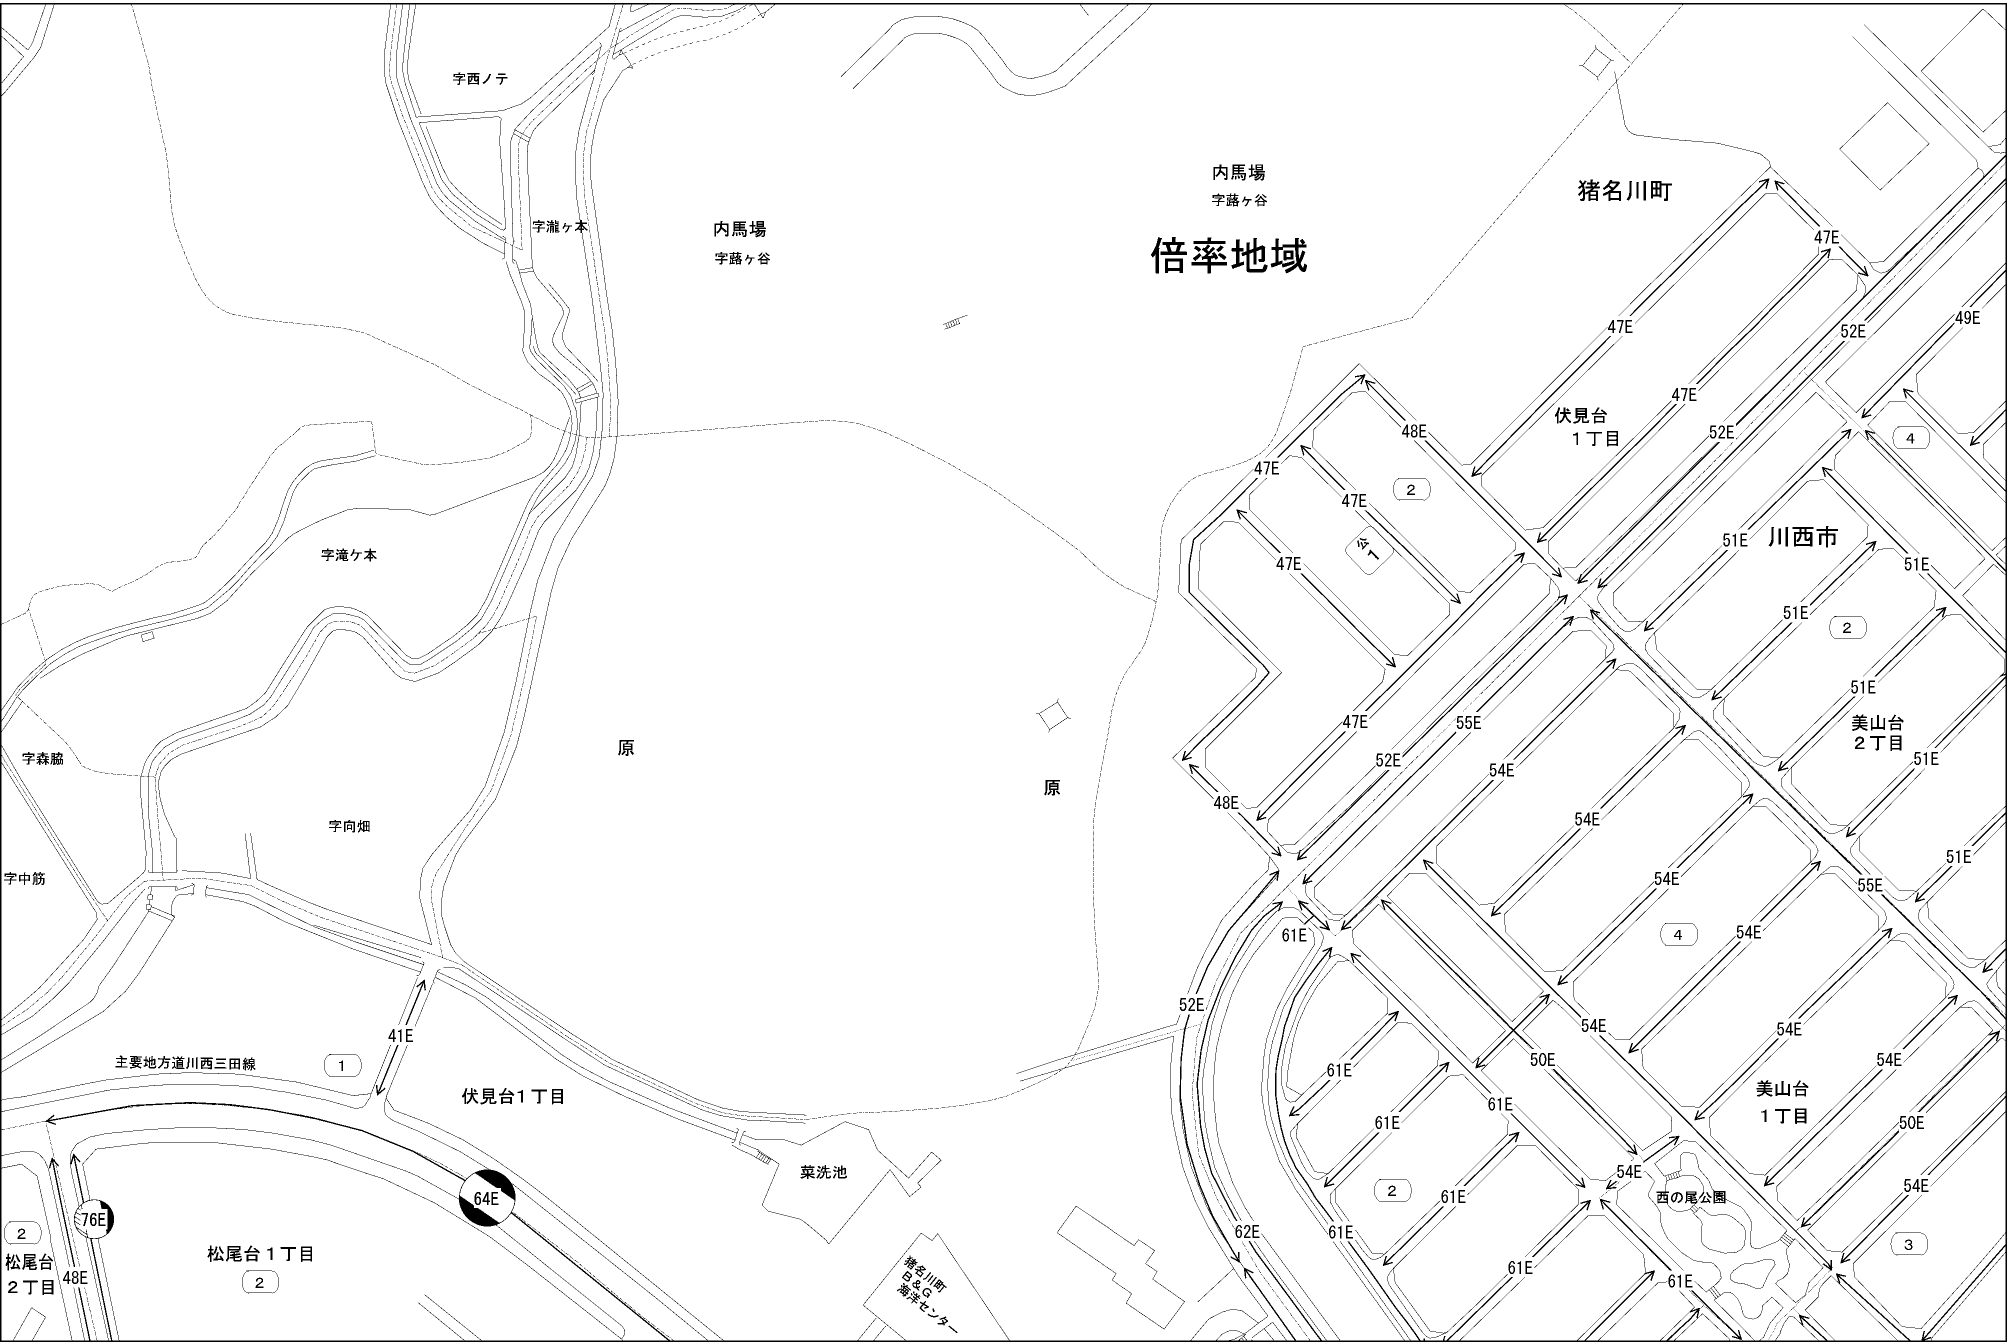 字西ノテ
内馬場
字蕗ヶ谷
猪名川町
字瀧ヶ本
内馬場
字蕗ヶ谷
倍率地域
47E
49E
47E
52E
47E
伏見台
1丁目
48E
52E
4
47E
47E
2
公
1
川西市
字滝ケ本
47E
51E
51E
51E
2
51E
字森脇
原
47E
55E
美山台
2丁目
52E
54E
51E
原
48E
54E
字向畑
51E
字中筋
54E
55E
61E
4
54E
52E
54E
54E
41E
主要地方道川西三田線
1
50E
54E
61E
伏見台1丁目
61E
美山台
1丁目
61E
50E
菜洗池
54E
54E
2
61E
西の尾公園
64E
76E
2
62E
61E
3
松尾台
2丁目
48E
松尾台1丁目
2
猪名川町
B&G
海洋センター
61E
61E